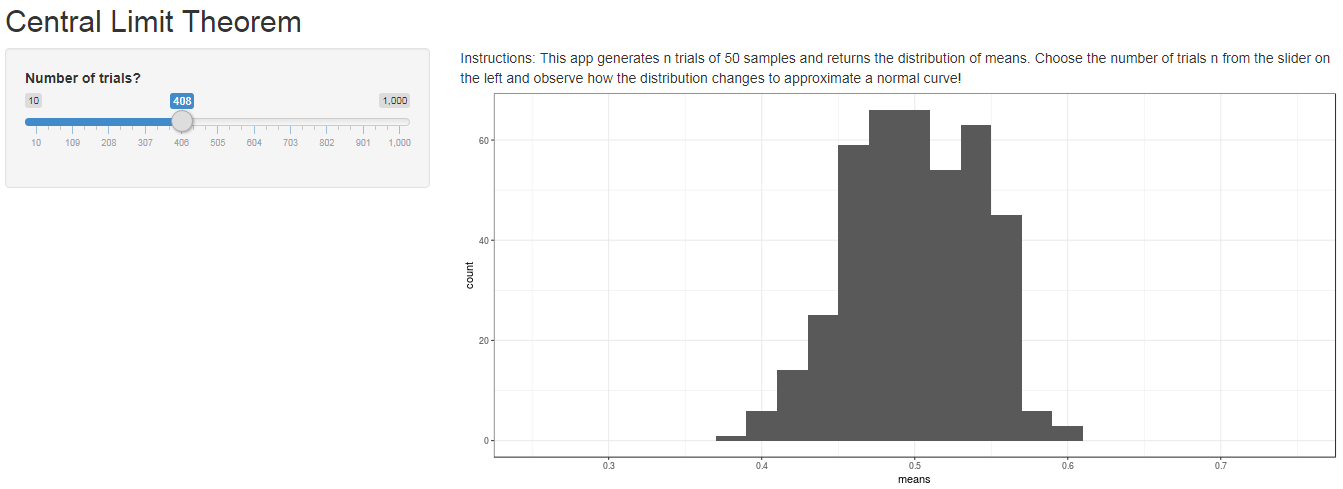 Central Limit Theorem
Number of trials?
10 408 1,000
10 109 208 307 406 505 604 703 802 901 1,000
Instructions: This app generates n trials of 50 samples and returns the distribution of means. Choose the number of trials n from the slider on
the left and observe how the distribution changes to approximate a normal curve!
60
40
20
0
count
0.3 0.4 0.5 0.6 0.7
means